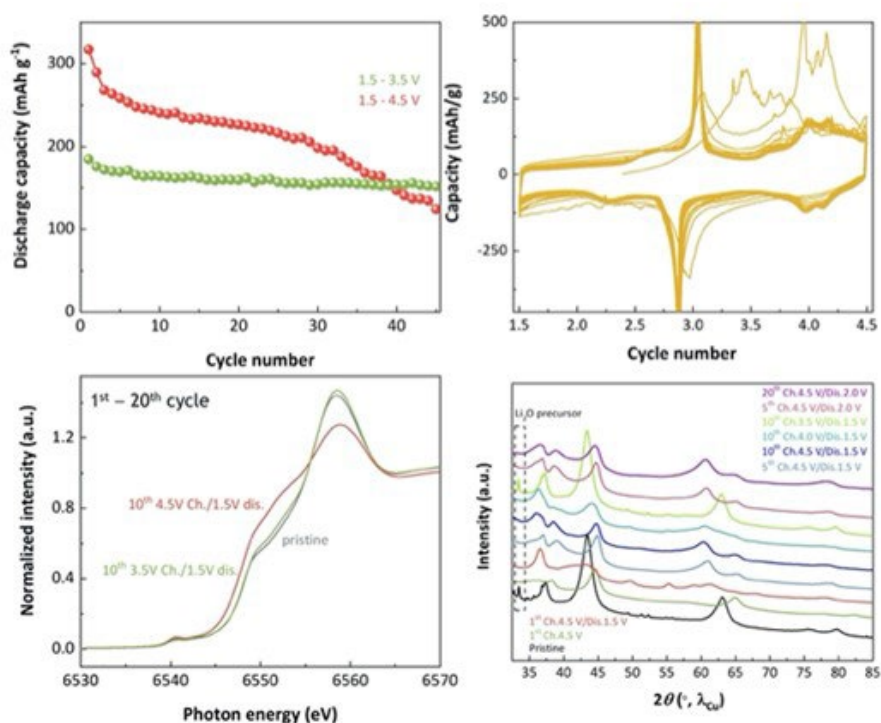 Discharge capacity (mAh g⁻¹)
300
200
100
0
0
10
20
30
40
Cycle number
1.5 - 3.5 V
1.5 - 4.5 V
Capacity (mAh/g)
500
250
0
-250
1.5
2.0
2.5
3.0
3.5
4.0
4.5
Cycle number
1ˢᵗ – 20ᵗʰ cycle
Normalized intensity (a.u.)
1.2
0.8
0.4
0.0
10ᵗʰ 4.5V Ch./1.5V dis.
pristine
10ᵗʰ 3.5V Ch./1.5V dis.
6530
6540
6550
6560
6570
Photon energy (eV)
Intensity (a.u.)
Li₂O precursor
20ᵗʰ Ch.4.5 V/Dis.2.0 V
5ᵗʰ Ch.4.5 V/Dis.2.0 V
10ᵗʰ Ch.3.5 V/Dis.1.5 V
10ᵗʰ Ch.4.0 V/Dis.1.5 V
10ᵗʰ Ch.4.5 V/Dis.1.5 V
5ᵗʰ Ch.4.5 V/Dis.1.5 V
1ˢᵗ Ch.4.5 V/Dis.1.5 V
1ˢᵗ Ch.4.5 V
Pristine
35
45
55
65
75
85
2θ (°, λCu)